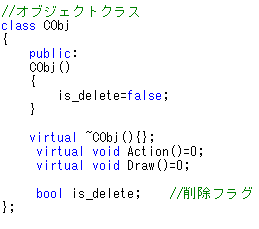 //オブジェクトクラス
class CObj
{
    public:
    CObj()
    {
        is_delete=false;
    }

    virtual ~CObj(){};
     virtual void Action()=0;
     virtual void Draw()=0;

     bool is_delete;    //削除フラグ
};